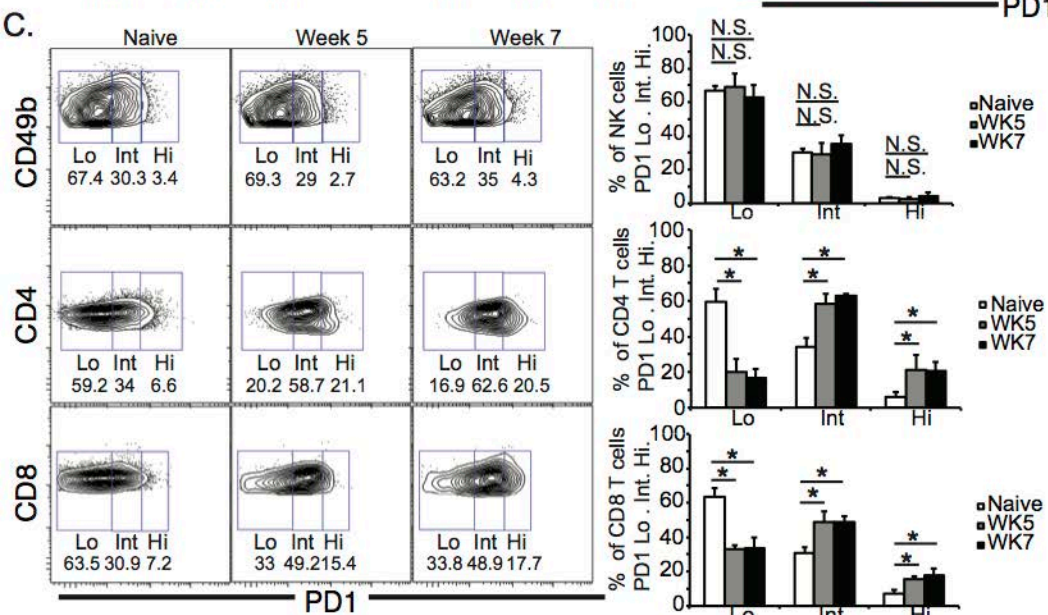 PD1
C.
Naive Week 5 Week 7
CD49b
Lo Int Hi
67.4 30.3 3.4
Lo Int Hi
69.3 29 2.7
Lo Int Hi
63.2 35 4.3
CD4
Lo Int Hi
59.2 34 6.6
Lo Int Hi
20.2 58.7 21.1
Lo Int Hi
16.9 62.6 20.5
CD8
Lo Int Hi
63.5 30.9 7.2
Lo Int Hi
33 49.2 15.4
Lo Int Hi
33.8 48.9 17.7
PD1
% of NK cells
PD1 Lo . Int. Hi.
100
80
60
40
20
0
N.S.
N.S.
N.S.
N.S.
N.S.
N.S.
Lo Int Hi
Naive
WK5
WK7
% of CD4 T cells
PD1 Lo . Int. Hi.
100
80
60
40
20
0
* * *
* * *
Lo Int Hi
Naive
WK5
WK7
% of CD8 T cells
PD1 Lo . Int. Hi.
100
80
60
40
20
0
* * *
* * *
Lo Int Hi
Naive
WK5
WK7